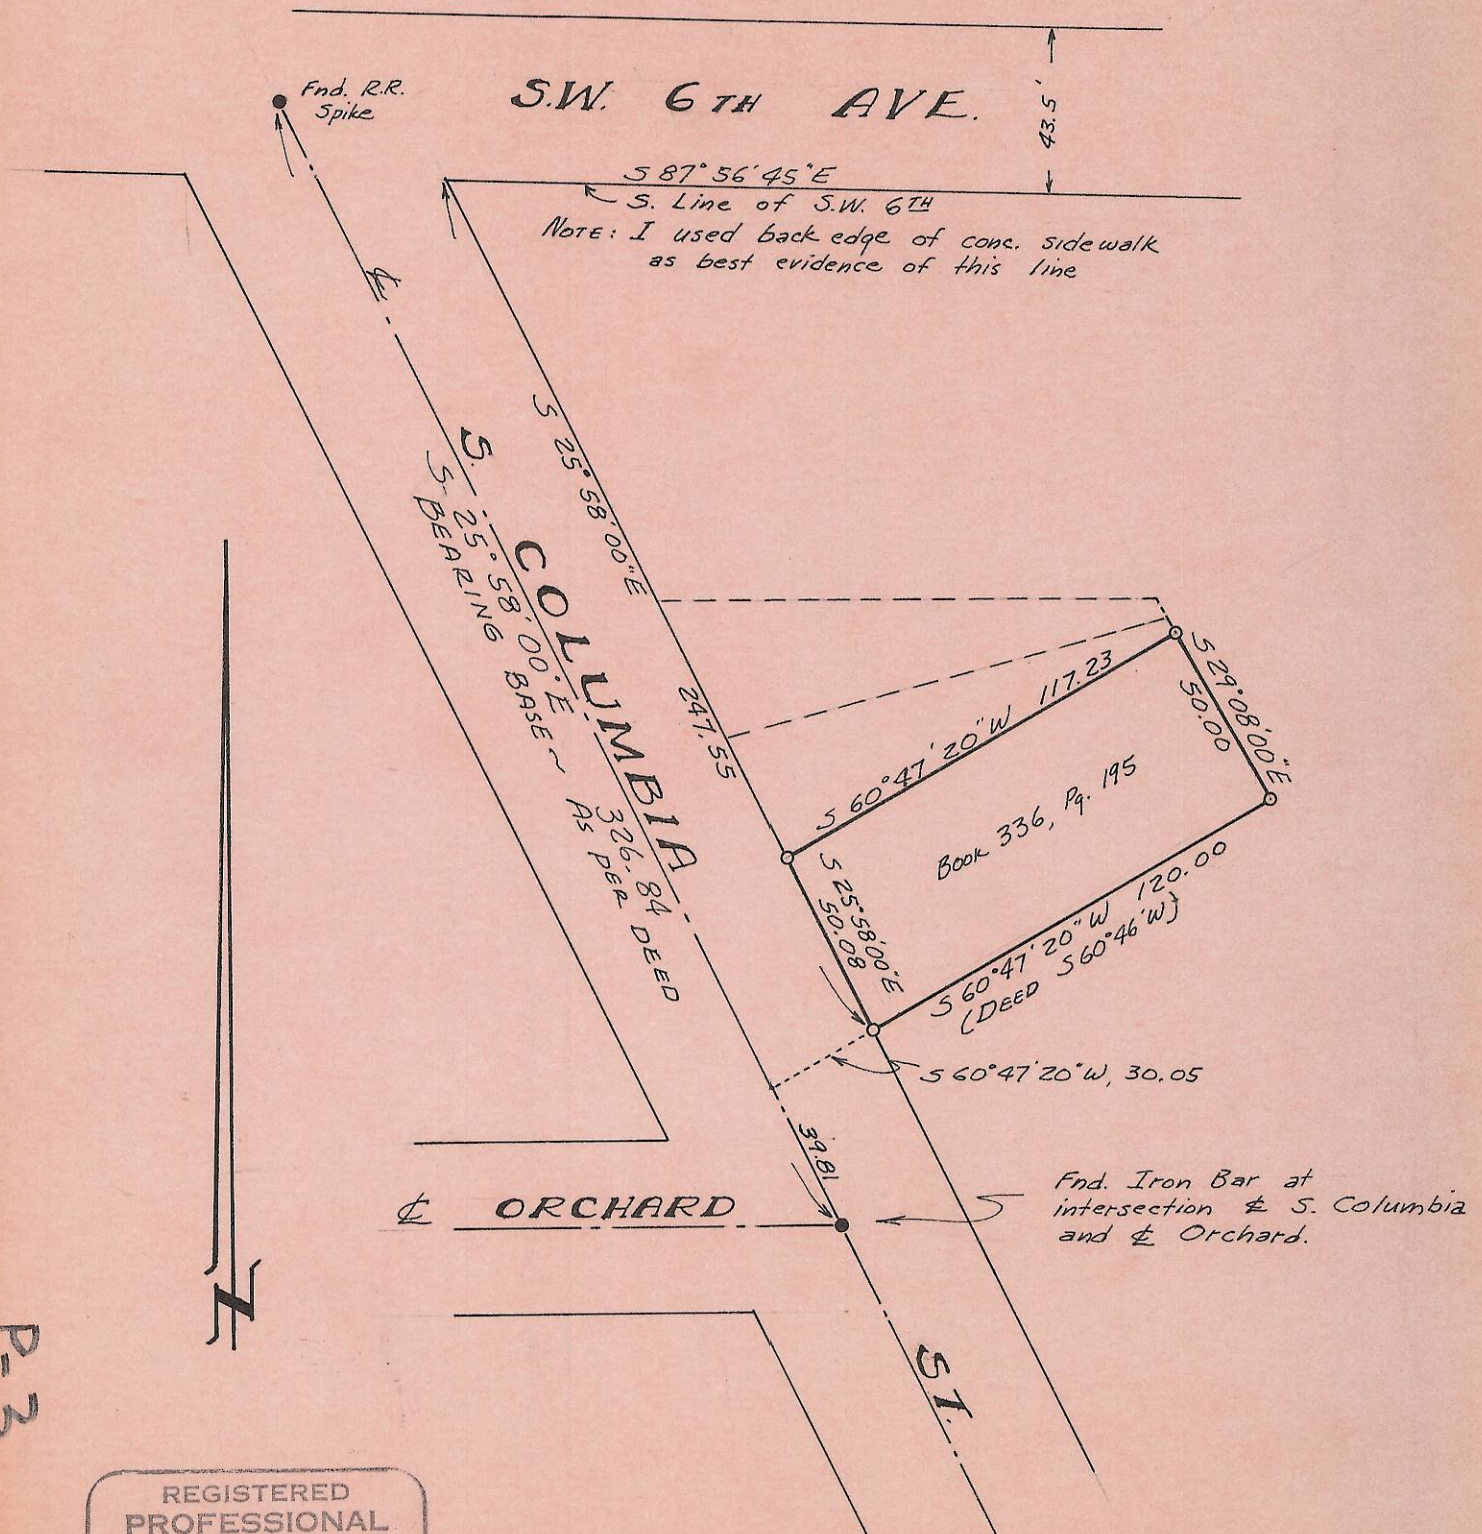 Fnd. R.R.
Spike
S.W. 6TH AVE.
43.5'
S 87° 56' 45" E
S. Line of S.W. 6TH
NOTE: I used back edge of conc. sidewalk
as best evidence of this line
℄
S. COLUMBIA ST.
S 25° 58' 00" E
247.55
S. 25° 58' 00" E 326.84
BEARING BASE ~ AS PER DEED
S 60° 47' 20" W 117.23
S 29° 08' 00" E
50.00
Book 336, Pg. 195
S 25° 58' 00" E
50.08
S 60° 47' 20" W 120.00
(DEED S 60° 46' W)
S 60° 47' 20" W, 30.05
39.81
℄ ORCHARD
Fnd. Iron Bar at
intersection ℄ S. Columbia
and ℄ Orchard.
N
P-3
REGISTERED
PROFESSIONAL